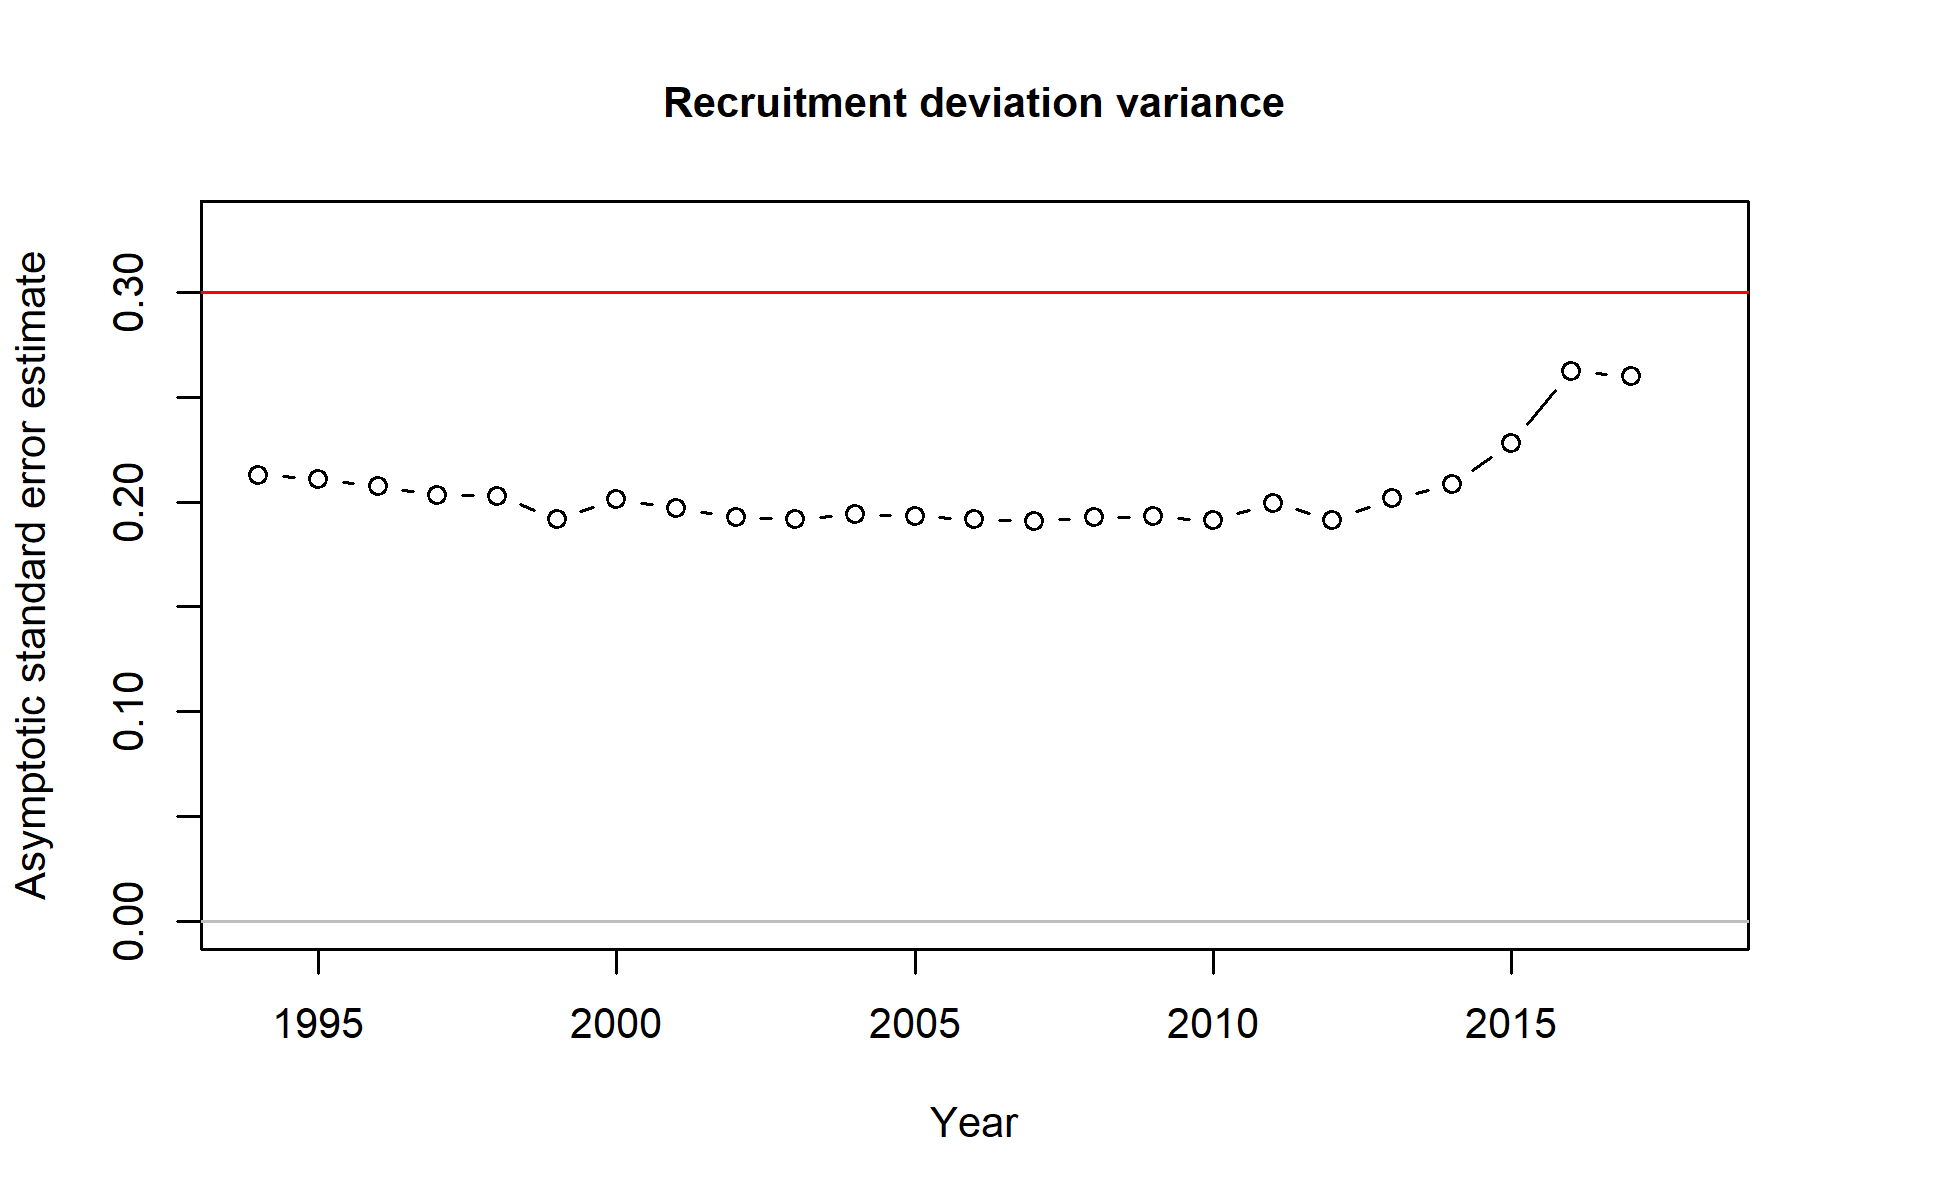 Recruitment deviation variance
Asymptotic standard error estimate
0.30
0.20
0.10
0.00
1995 2000 2005 2010 2015
Year